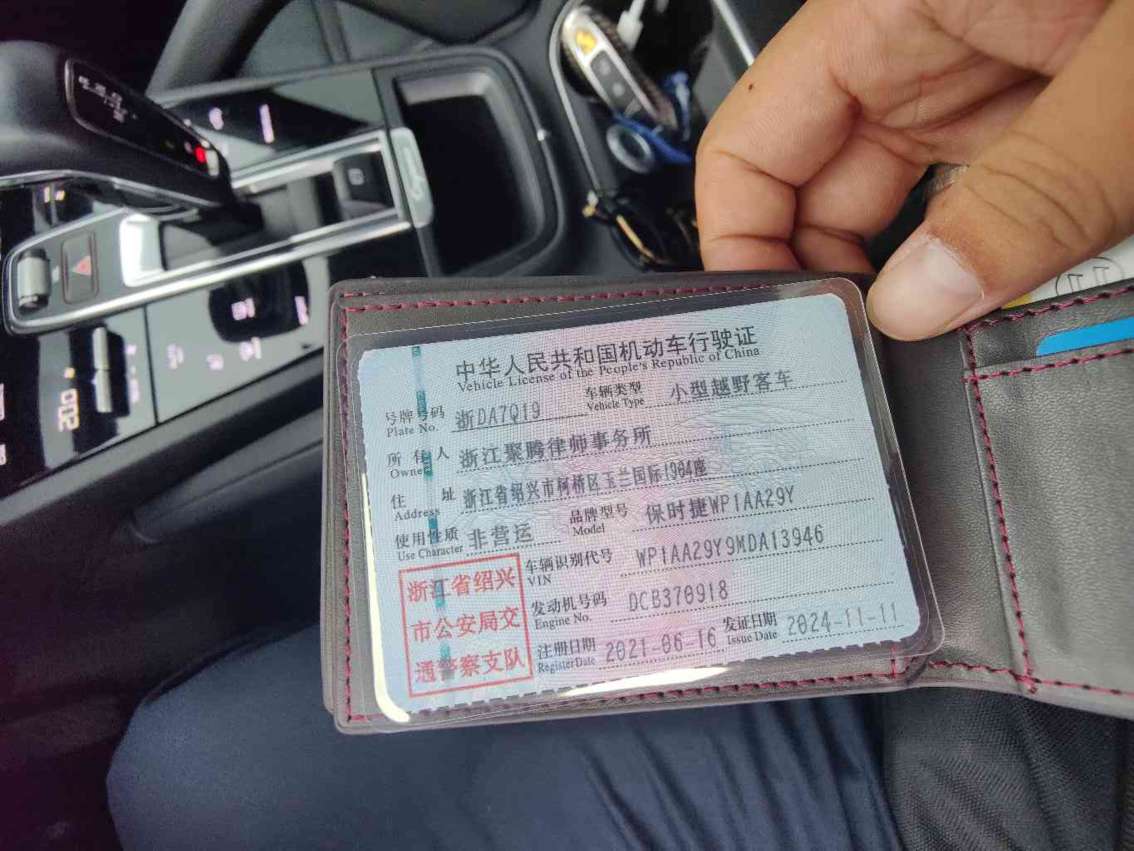 中华人民共和国机动车行驶证
Vehicle License of the People's Republic of China
号牌号码 浙DA7Q19 车辆类型 小型越野客车
Plate No. Vehicle Type
所有人 浙江聚腾律师事务所
Owner
住址 浙江省绍兴市柯桥区玉兰国际1904座
Address
使用性质 非营运 品牌型号 保时捷WP1AA29Y
Use Character Model
浙江省绍兴
市公安局交
通警察支队
车辆识别代号 WP1AA29Y9MDA13946
VIN
发动机号码 DCB370918
Engine No.
注册日期 2021-06-16 发证日期 2024-11-11
Register Date Issue Date